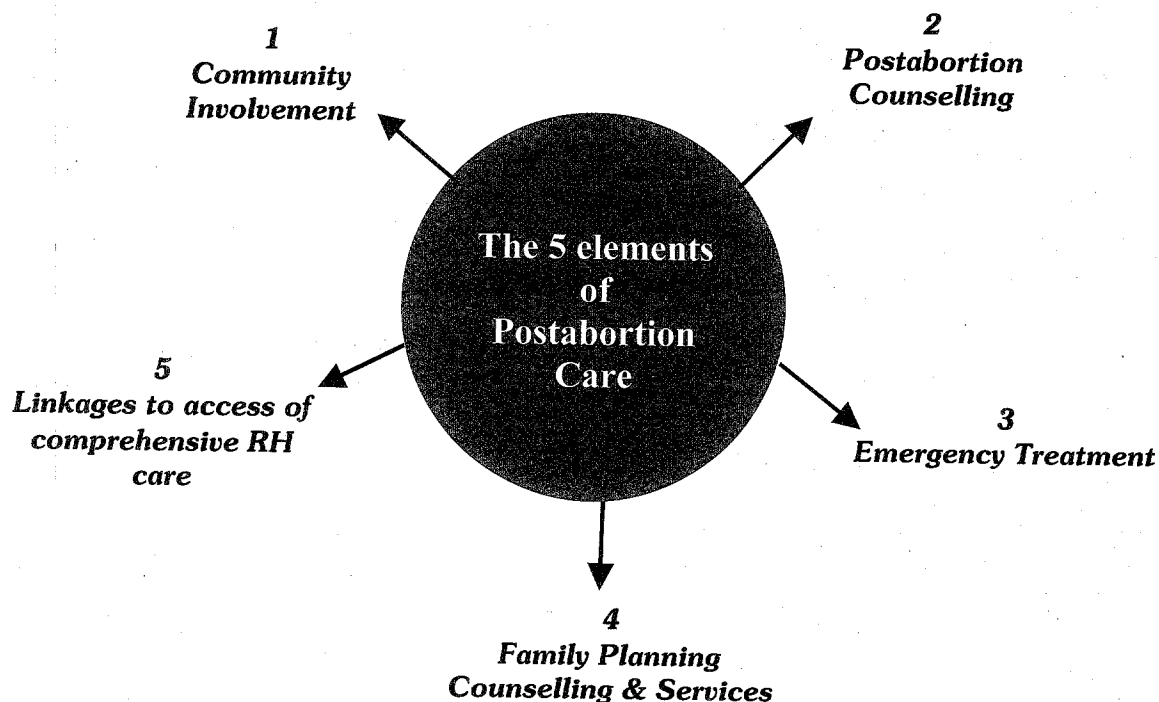 1
Community
Involvement
2
Postabortion
Counselling
The 5 elements
of
Postabortion
Care
3
Emergency Treatment
4
Family Planning
Counselling & Services
5
Linkages to access of
comprehensive RH
care